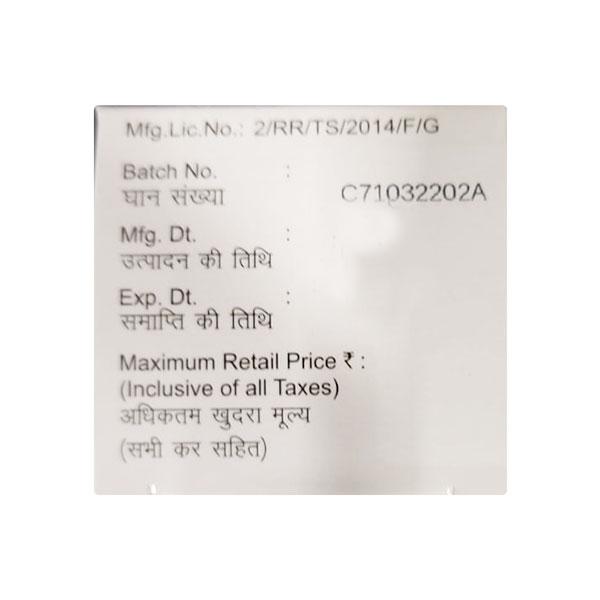 Mfg.Lic.No.: 2/RR/TS/2014/F/G
Batch No. :
घान संख्या C71032202A
Mfg. Dt. :
उत्पादन की तिथि
Exp. Dt. :
समाप्ति की तिथि
Maximum Retail Price ₹ :
(Inclusive of all Taxes)
अधिकतम खुदरा मूल्य
(सभी कर सहित)